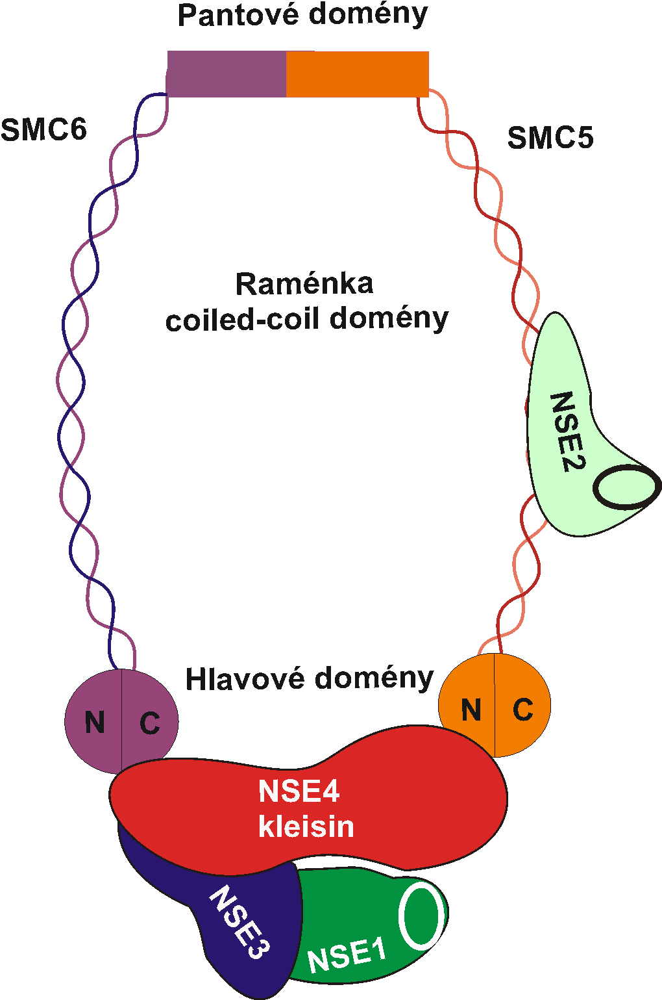 Pantové domény
SMC6
SMC5
Raménka
coiled-coil domény
NSE2
Hlavové domény
N C
N C
NSE4
kleisin
NSE3
NSE1